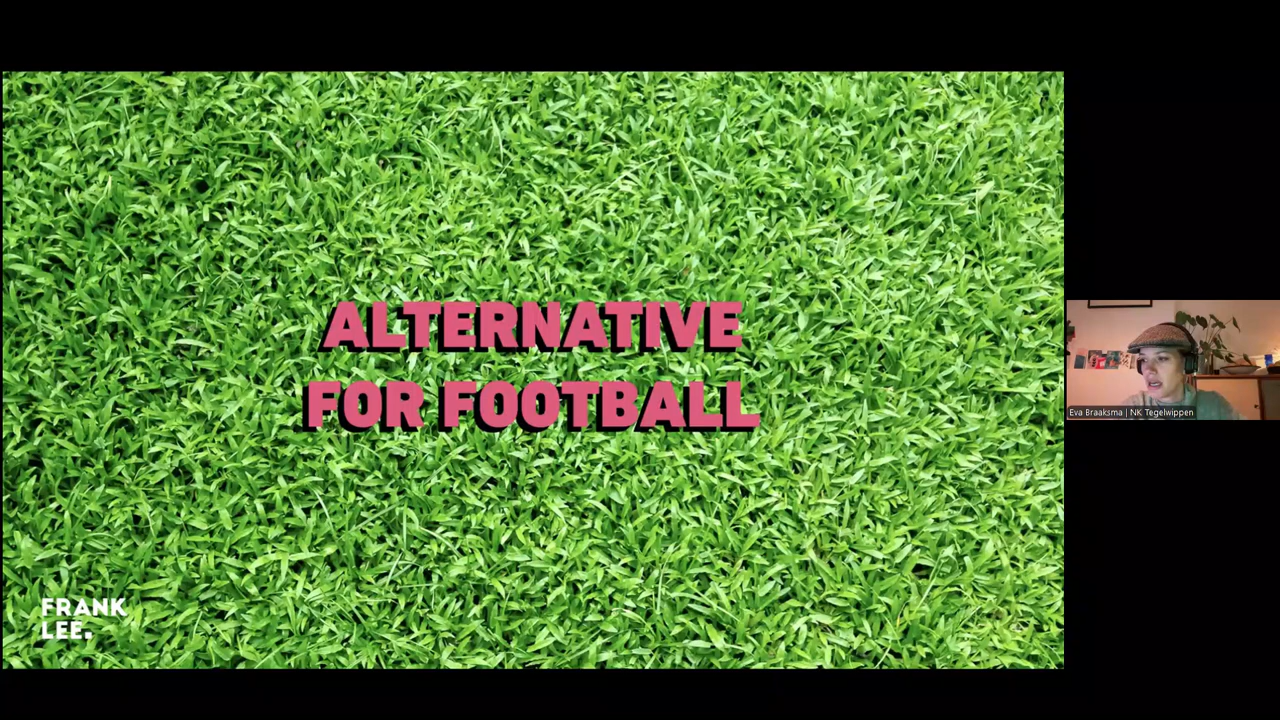 ALTERNATIVE
FOR FOOTBALL
FRANK
LEE.
Eva Braaksma | NK Tegelwippen